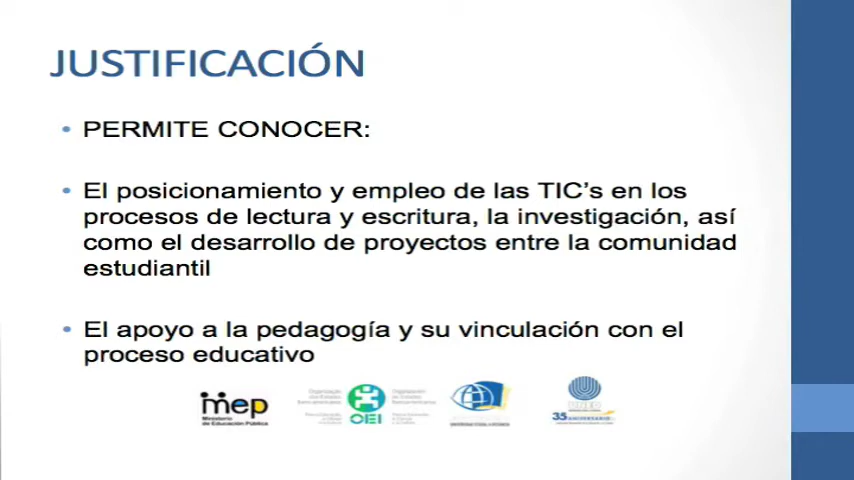 JUSTIFICACIÓN
• PERMITE CONOCER:
• El posicionamiento y empleo de las TIC's en los
procesos de lectura y escritura, la investigación, así
como el desarrollo de proyectos entre la comunidad
estudiantil
• El apoyo a la pedagogía y su vinculación con el
proceso educativo
mep
Ministerio
de Educación Pública
OEI
UNED
35 ANIVERSARIO